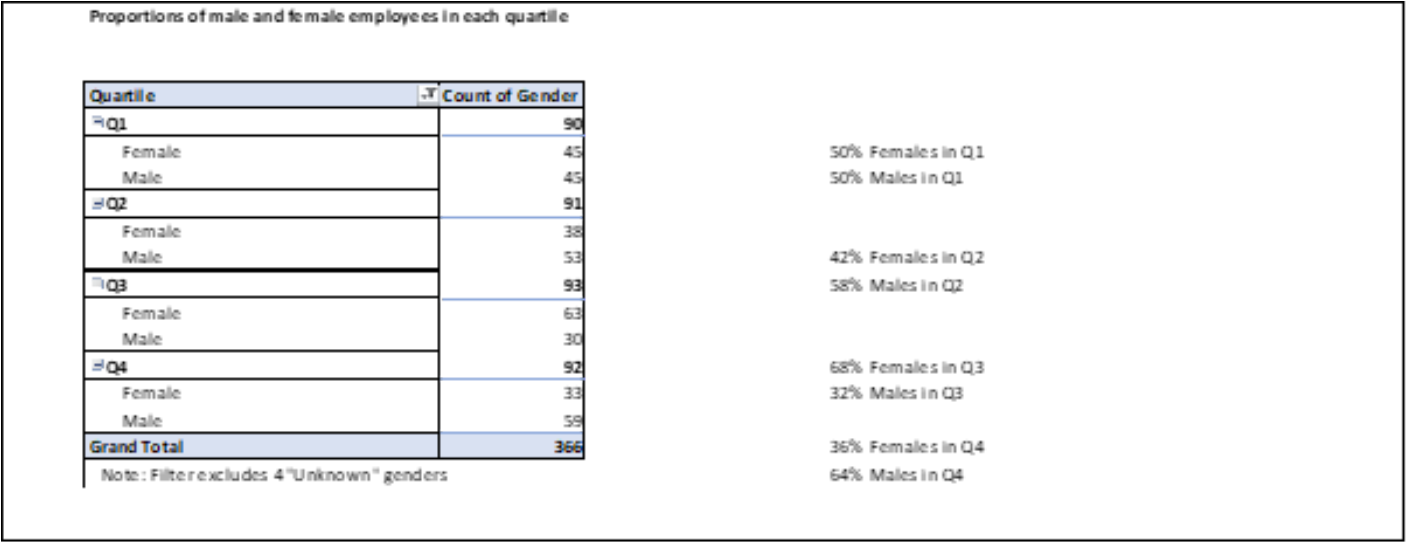 Proportions of male and female employees in each quartile
Quartile Count of Gender
Q1 90
Female 45 50% Females in Q1
Male 45 50% Males in Q1
Q2 91
Female 38
Male 53 42% Females in Q2
Q3 93 58% Males in Q2
Female 63
Male 30
Q4 92 68% Females in Q3
Female 33 32% Males in Q3
Male 59
Grand Total 366 36% Females in Q4
Note: Filter excludes 4 "Unknown" genders 64% Males in Q4